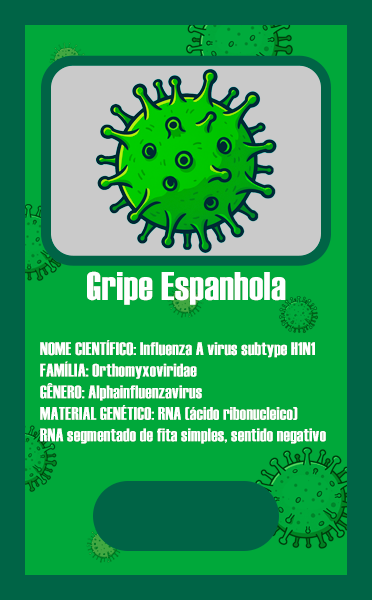 Gripe Espanhola
NOME CIENTÍFICO: Influenza A virus subtype H1N1
FAMÍLIA: Orthomyxoviridae
GÊNERO: Alphainfluenzavirus
MATERIAL GENÉTICO: RNA (ácido ribonucleico)
RNA segmentado de fita simples, sentido negativo